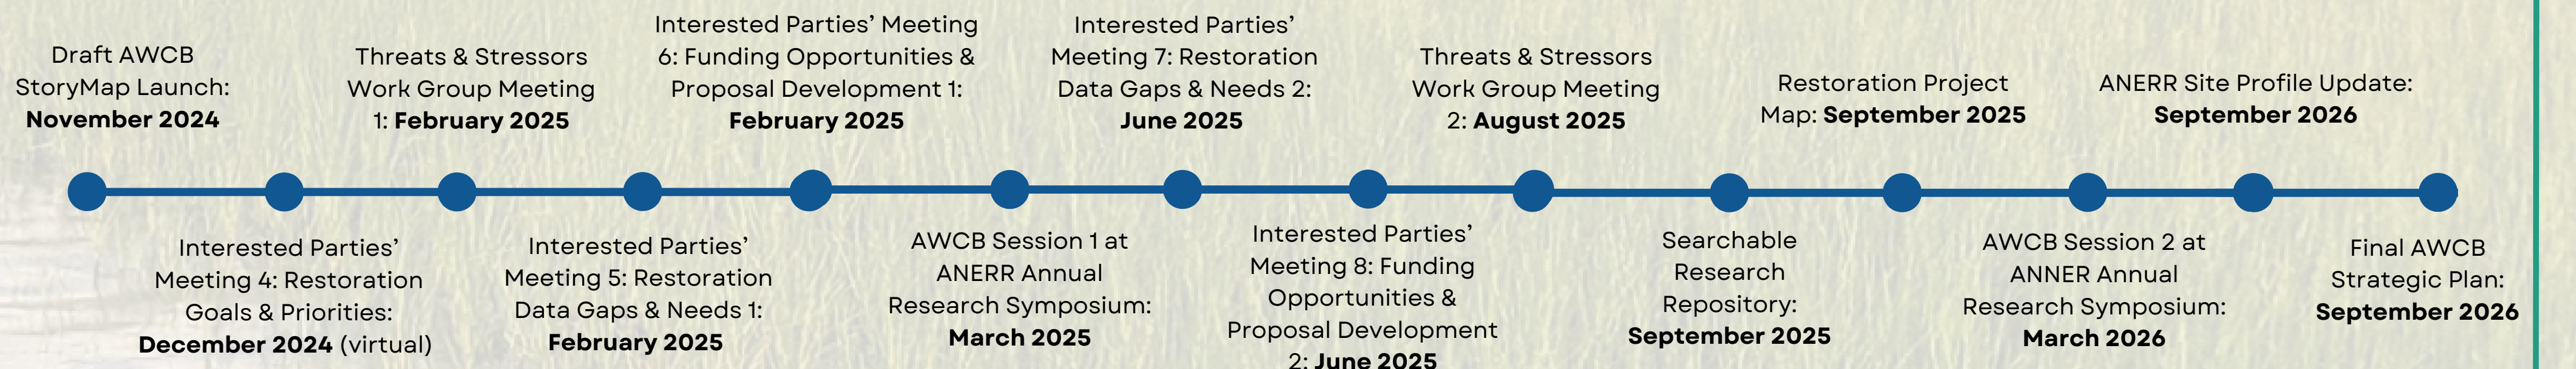 Draft AWCB
StoryMap Launch:
November 2024
Interested Parties’
Meeting 4: Restoration
Goals & Priorities:
December 2024 (virtual)
Threats & Stressors
Work Group Meeting
1: February 2025
Interested Parties’
Meeting 5: Restoration
Data Gaps & Needs 1:
February 2025
Interested Parties’ Meeting
6: Funding Opportunities &
Proposal Development 1:
February 2025
AWCB Session 1 at
ANERR Annual
Research Symposium:
March 2025
Interested Parties’
Meeting 7: Restoration
Data Gaps & Needs 2:
June 2025
Interested Parties’
Meeting 8: Funding
Opportunities &
Proposal Development
2: June 2025
Threats & Stressors
Work Group Meeting
2: August 2025
Searchable
Research
Repository:
September 2025
Restoration Project
Map: September 2025
AWCB Session 2 at
ANNER Annual
Research Symposium:
March 2026
ANERR Site Profile Update:
September 2026
Final AWCB
Strategic Plan:
September 2026